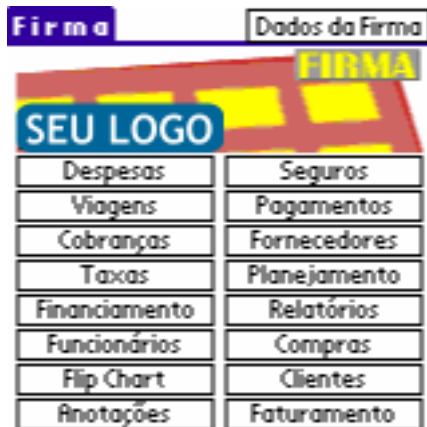 Firma Dados da Firma
FIRMA
SEU LOGO
Despesas Seguros
Viagens Pagamentos
Cobranças Fornecedores
Taxas Planejamento
Financiamento Relatórios
Funcionários Compras
Flip Chart Clientes
Anotações Faturamento